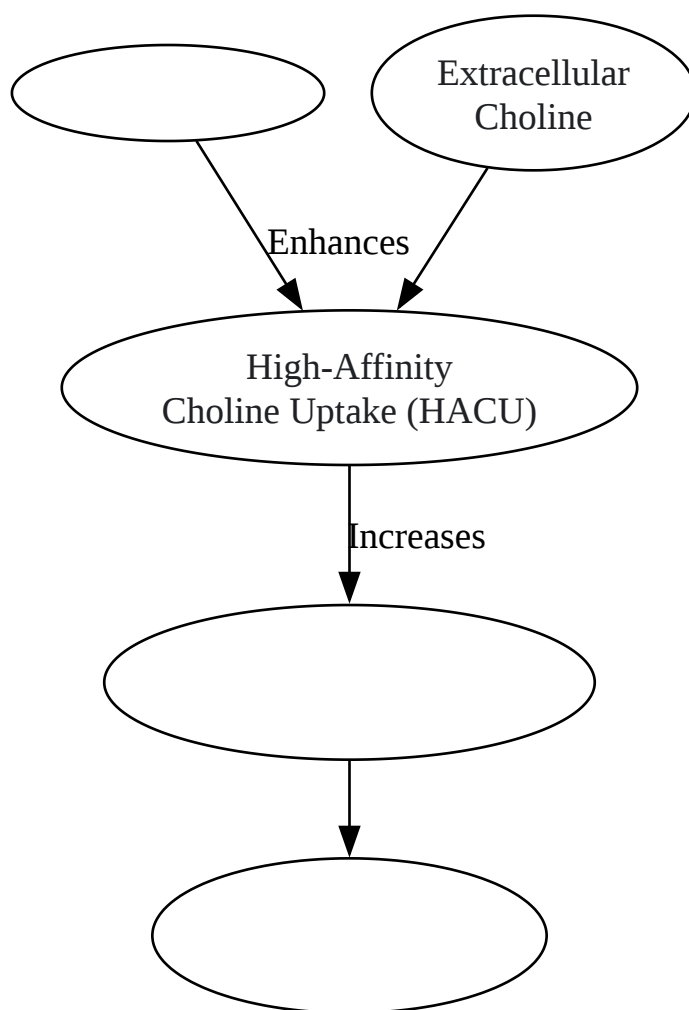 Extracellular
Choline
Enhances
High-Affinity
Choline Uptake (HACU)
Increases